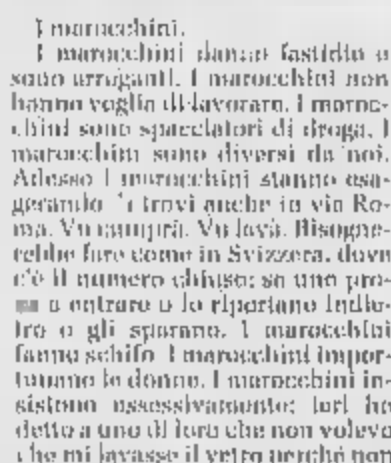 I marocchini.
I marocchini danno fastidio e
sono arroganti. I marocchini non
hanno voglia di lavorare. I maroc-
chini sono spacciatori di droga. I
marocchini sono diversi da noi.
Adesso i marocchini stanno esa-
gerando li trovi anche in via Ro-
ma. Vu cumprà. Vu lavà. Bisogne-
rebbe fare come in Svizzera, dove
c'è il numero chiuso: se uno pro-
a entrare o lo riportano indie-
tro o gli sparano. I marocchini
fanno schifo. I marocchini impor-
tunano le donne. I marocchini in-
sistono ossessivamente: ieri ho
detto a uno di loro che non volevo
che mi lavasse il vetro perché non